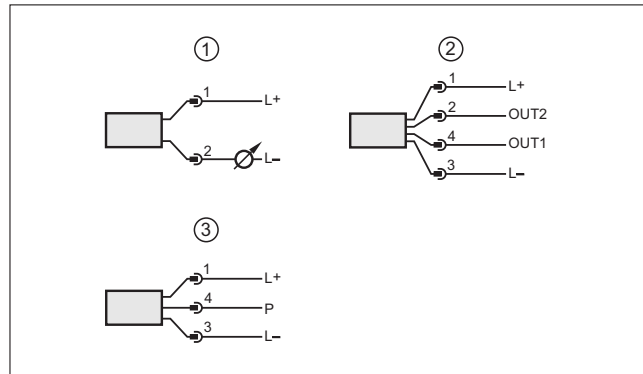 ① ②
1 L+
2 L–
1 L+
2 OUT2
4 OUT1
3 L–
③
1 L+
4 P
3 L–